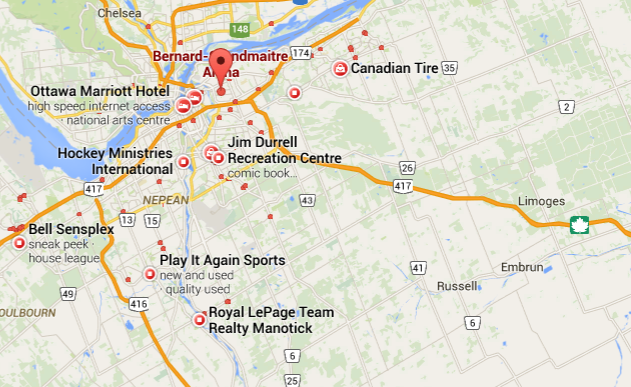 Chelsea
148
174
Bernard-Grandmaitre
Arena
Canadian Tire
35
Ottawa Marriott Hotel
high speed internet access
national arts centre
2
Jim Durrell
Recreation Centre
comic book...
Hockey Ministries
International
26
417
417
NEPEAN
43
Limoges
13
15
Bell Sensplex
sneak peek
house league
Play It Again Sports
new and used
quality used
41
Embrun
Russell
49
416
OULBOURN
Royal LePage Team
Realty Manotick
6
6
25